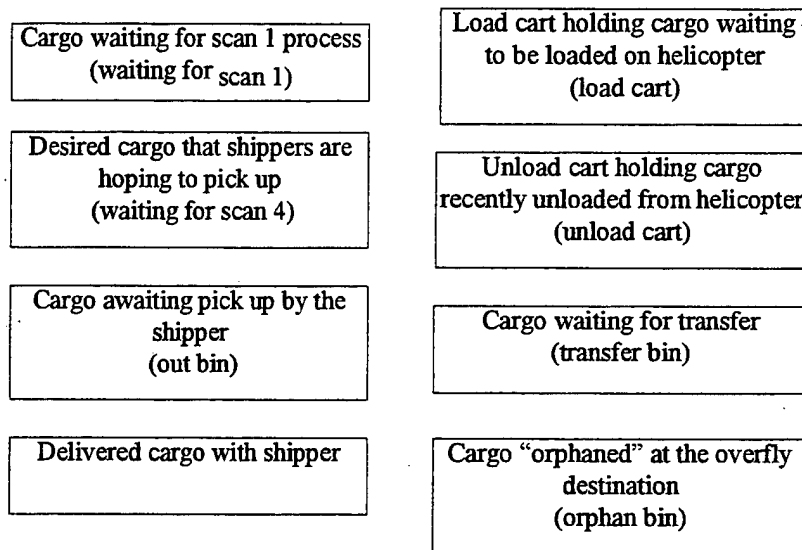 Cargo waiting for scan 1 process
(waiting for scan 1)
Desired cargo that shippers are
hoping to pick up
(waiting for scan 4)
Cargo awaiting pick up by the
shipper
(out bin)
Delivered cargo with shipper
Load cart holding cargo waiting
to be loaded on helicopter
(load cart)
Unload cart holding cargo
recently unloaded from helicopter
(unload cart)
Cargo waiting for transfer
(transfer bin)
Cargo “orphaned” at the overfly
destination
(orphan bin)